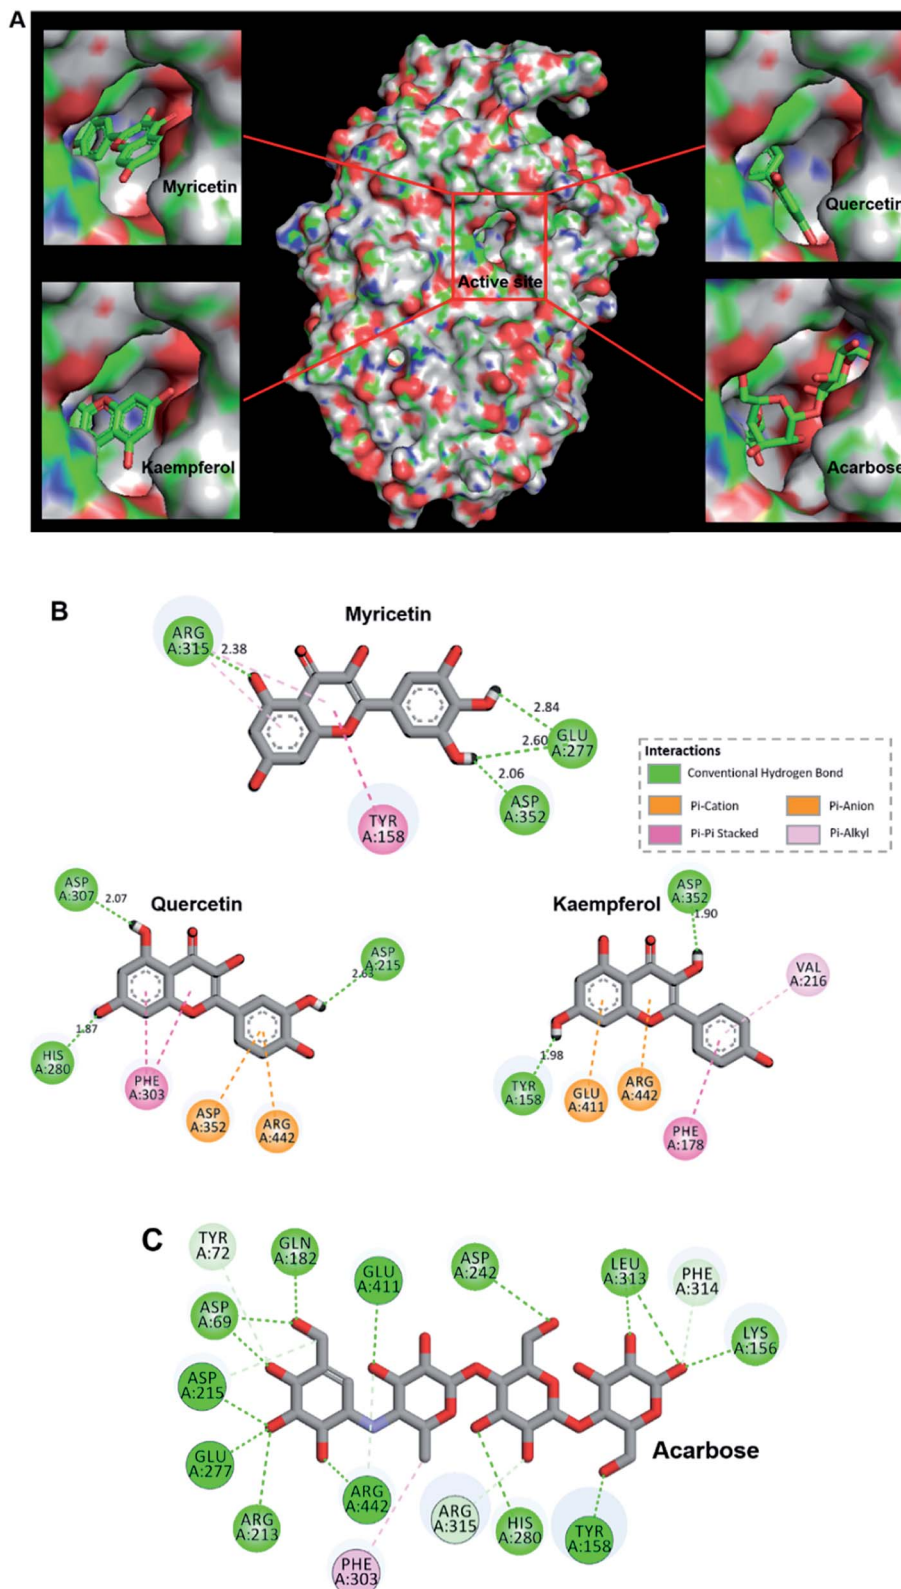 A
Myricetin
Quercetin
Active site
Kaempferol
Acarbose
B
Myricetin
ARG
A:315
2.38
2.84
GLU
A:277
2.60
2.06
ASP
A:352
TYR
A:158
Interactions
Conventional Hydrogen Bond
Pi-Cation
Pi-Anion
Pi-Pi Stacked
Pi-Alkyl
Quercetin
ASP
A:307
2.07
ASP
A:215
2.63
1.87
HIS
A:280
PHE
A:303
ASP
A:352
ARG
A:442
Kaempferol
ASP
A:352
1.90
VAL
A:216
1.98
TYR
A:158
GLU
A:411
ARG
A:442
PHE
A:178
C
TYR
A:72
GLN
A:182
GLU
A:411
ASP
A:242
LEU
A:313
PHE
A:314
ASP
A:69
LYS
A:156
ASP
A:215
Acarbose
GLU
A:277
ARG
A:213
ARG
A:442
ARG
A:315
HIS
A:280
TYR
A:158
PHE
A:303